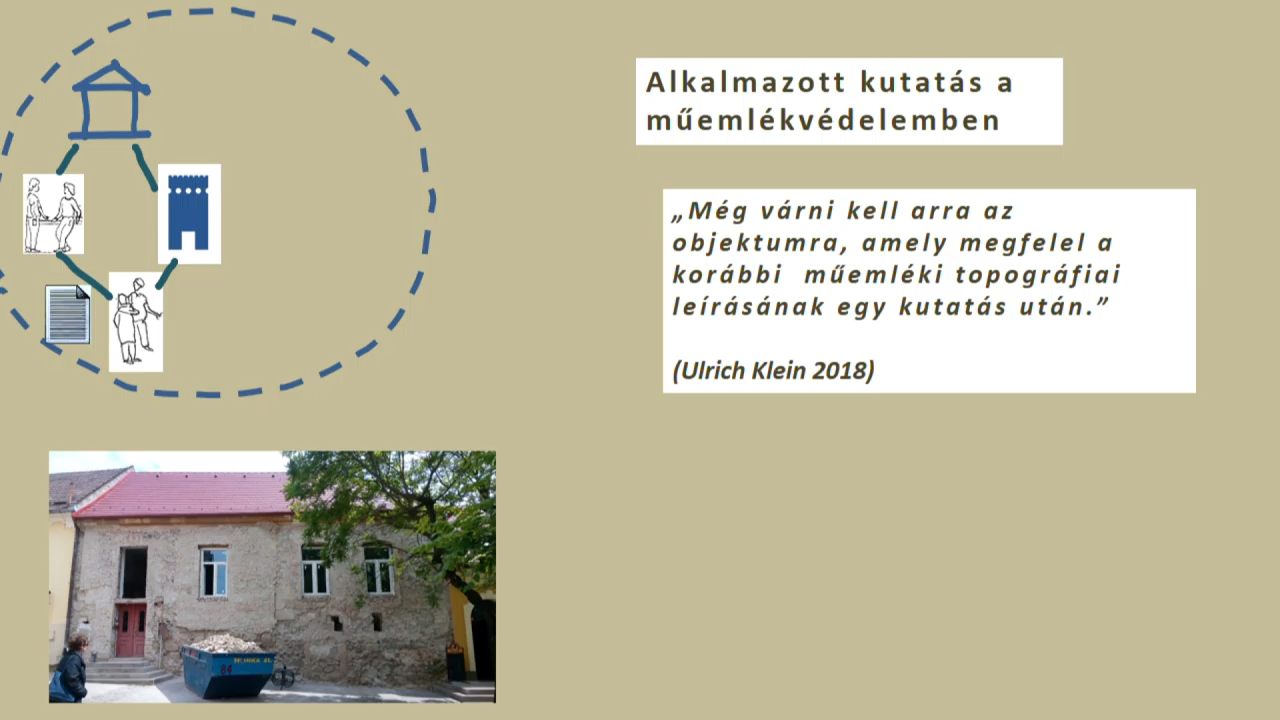 Alkalmazott kutatás a
műemlékvédelemben
„Még várni kell arra az
objektumra, amely megfelel a
korábbi műemléki topográfiai
leírásának egy kutatás után.”
(Ulrich Klein 2018)
84